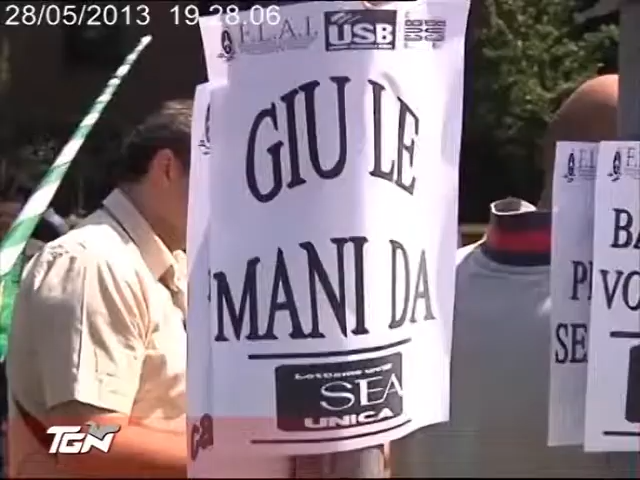 28/05/2013 19.28.06
F.L.A.I. USB
GIU LE
MANI DA
SEA
UNICA
BA
P
VO
SE
TGN